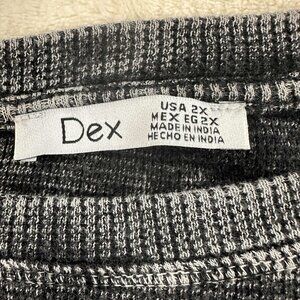 Dex
USA 2X
MEX EG 2X
MADE IN INDIA
HECHO EN INDIA